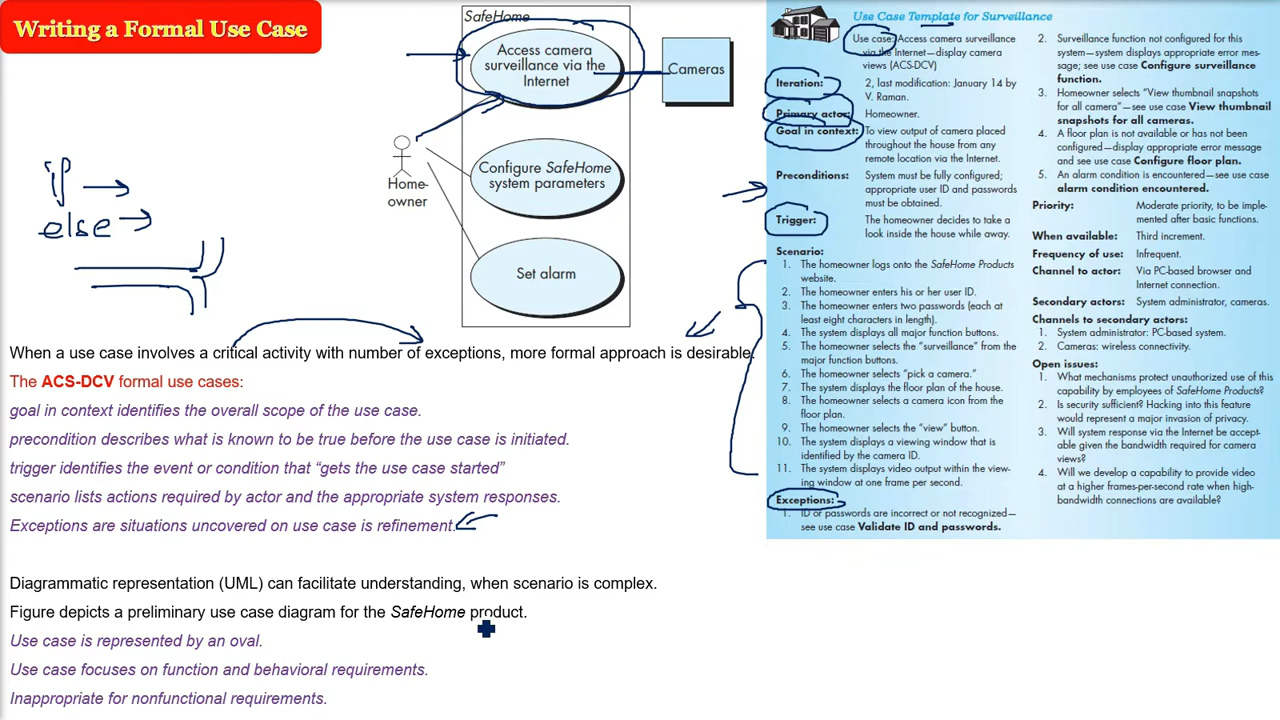 Writing a Formal Use Case
SafeHome
Access camera
surveillance via the
Internet
Cameras
Home-
owner
Configure SafeHome
system parameters
Set alarm
if
else
When a use case involves a critical activity with number of exceptions, more formal approach is desirable.
The ACS-DCV formal use cases:
goal in context identifies the overall scope of the use case.
precondition describes what is known to be true before the use case is initiated.
trigger identifies the event or condition that “gets the use case started”
scenario lists actions required by actor and the appropriate system responses.
Exceptions are situations uncovered on use case is refinement.
Diagrammatic representation (UML) can facilitate understanding, when scenario is complex.
Figure depicts a preliminary use case diagram for the SafeHome product.
Use case is represented by an oval.
Use case focuses on function and behavioral requirements.
Inappropriate for nonfunctional requirements.
Use Case Template for Surveillance
Use case: Access camera surveillance
via the Internet—display camera
views (ACS-DCV)
Iteration: 2, last modification: January 14 by
V. Raman.
Primary actor: Homeowner.
Goal in context: To view output of camera placed
throughout the house from any
remote location via the Internet.
Preconditions: System must be fully configured;
appropriate user ID and passwords
must be obtained.
Trigger: The homeowner decides to take a
look inside the house while away.
Scenario:
1. The homeowner logs onto the SafeHome Products
website.
2. The homeowner enters his or her user ID.
3. The homeowner enters two passwords (each at
least eight characters in length).
4. The system displays all major function buttons.
5. The homeowner selects the “surveillance” from the
major function buttons.
6. The homeowner selects “pick a camera.”
7. The system displays the floor plan of the house.
8. The homeowner selects a camera icon from the
floor plan.
9. The homeowner selects the “view” button.
10. The system displays a viewing window that is
identified by the camera ID.
11. The system displays video output within the view-
ing window at one frame per second.
Exceptions:
1. ID or passwords are incorrect or not recognized—
see use case Validate ID and passwords.
2. Surveillance function not configured for this
system—system displays appropriate error mes-
sage; see use case Configure surveillance
function.
3. Homeowner selects “View thumbnail snapshots
for all camera”—see use case View thumbnail
snapshots for all cameras.
4. A floor plan is not available or has not been
configured—display appropriate error message
and see use case Configure floor plan.
5. An alarm condition is encountered—see use case
alarm condition encountered.
Priority: Moderate priority, to be imple-
mented after basic functions.
When available: Third increment.
Frequency of use: Infrequent.
Channel to actor: Via PC-based browser and
Internet connection.
Secondary actors: System administrator, cameras.
Channels to secondary actors:
1. System administrator: PC-based system.
2. Cameras: wireless connectivity.
Open issues:
1. What mechanisms protect unauthorized use of this
capability by employees of SafeHome Products?
2. Is security sufficient? Hacking into this feature
would represent a major invasion of privacy.
3. Will system response via the Internet be accept-
able given the bandwidth required for camera
views?
4. Will we develop a capability to provide video
at a higher frames-per-second rate when high-
bandwidth connections are available?